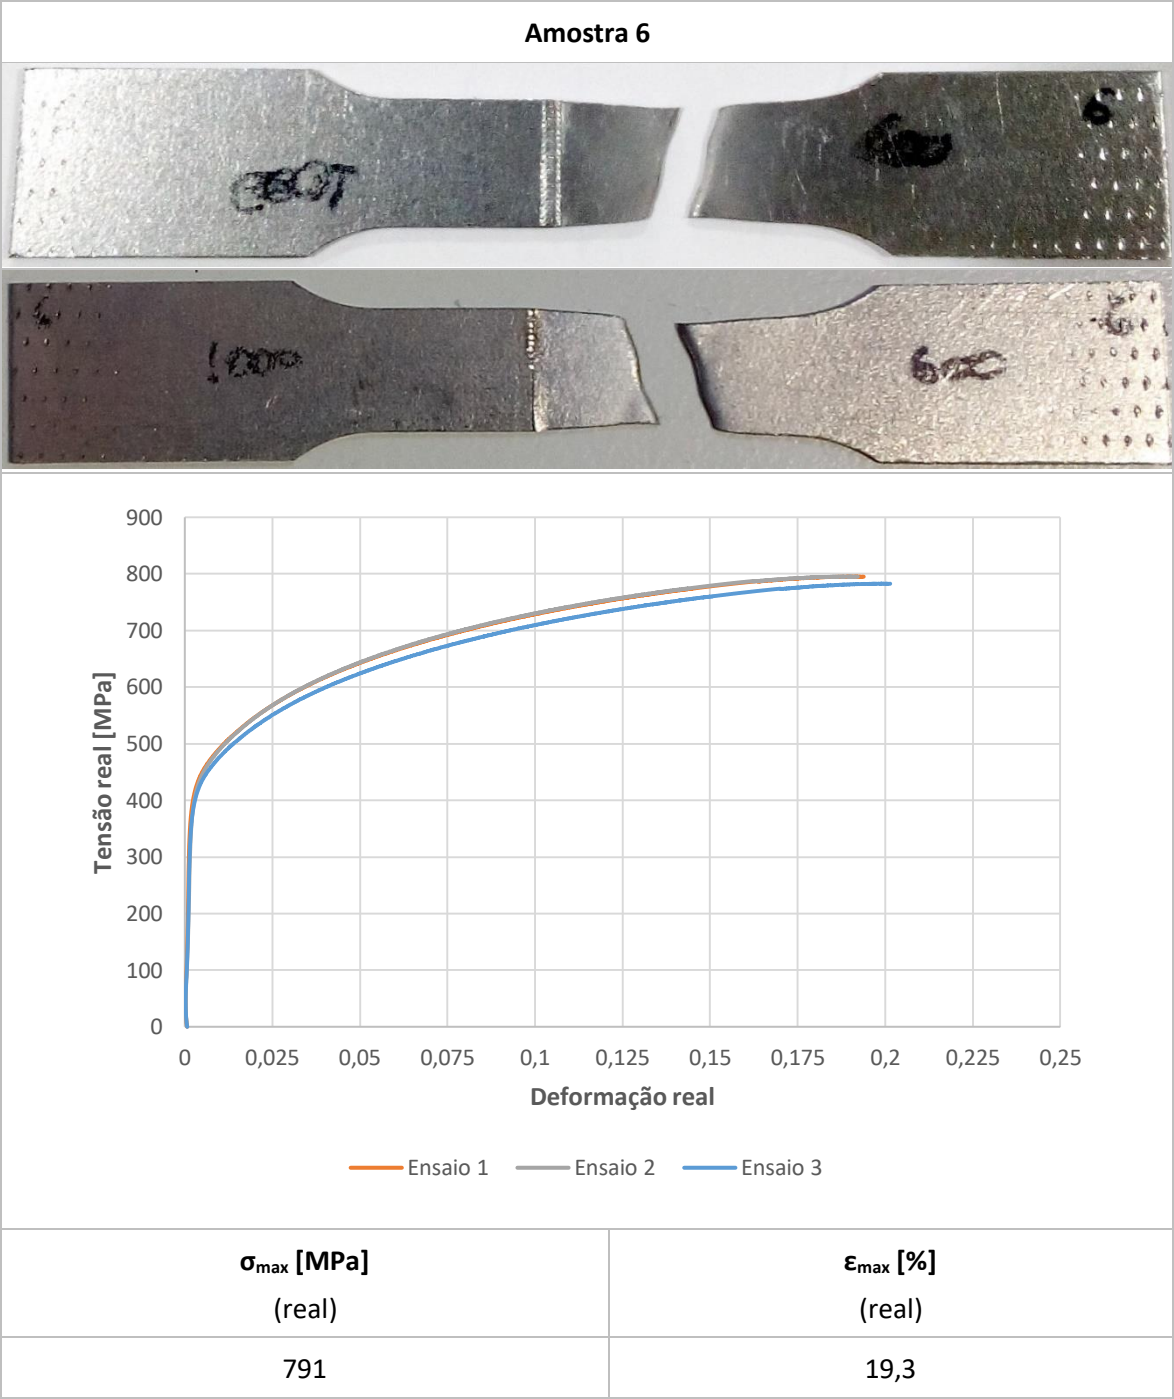 Amostra 6
6
1000
600
900
800
700
600
500
400
300
200
100
0
Tensão real [MPa]
0 0,025 0,05 0,075 0,1 0,125 0,15 0,175 0,2 0,225 0,25
Deformação real
Ensaio 1 Ensaio 2 Ensaio 3
σmax [MPa] εmax [%]
(real) (real)
791 19,3